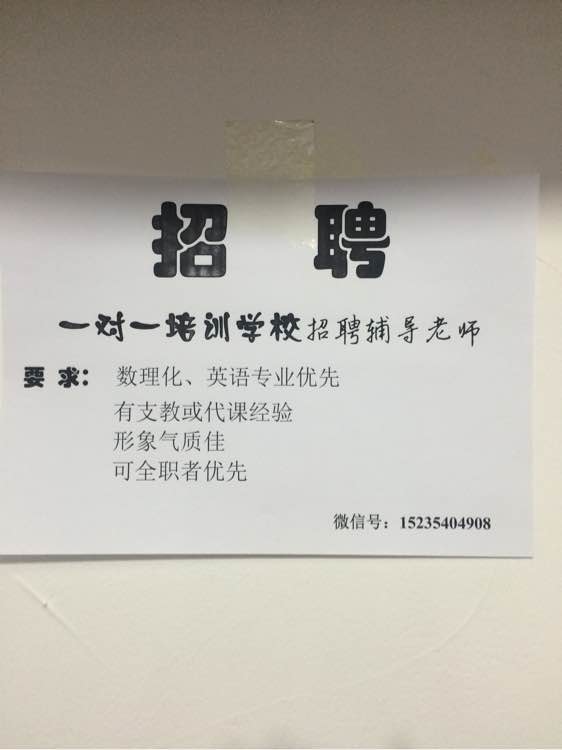 招 聘
一对一培训学校招聘辅导老师
要 求： 数理化、英语专业优先
有支教或代课经验
形象气质佳
可全职者优先
微信号：15235404908